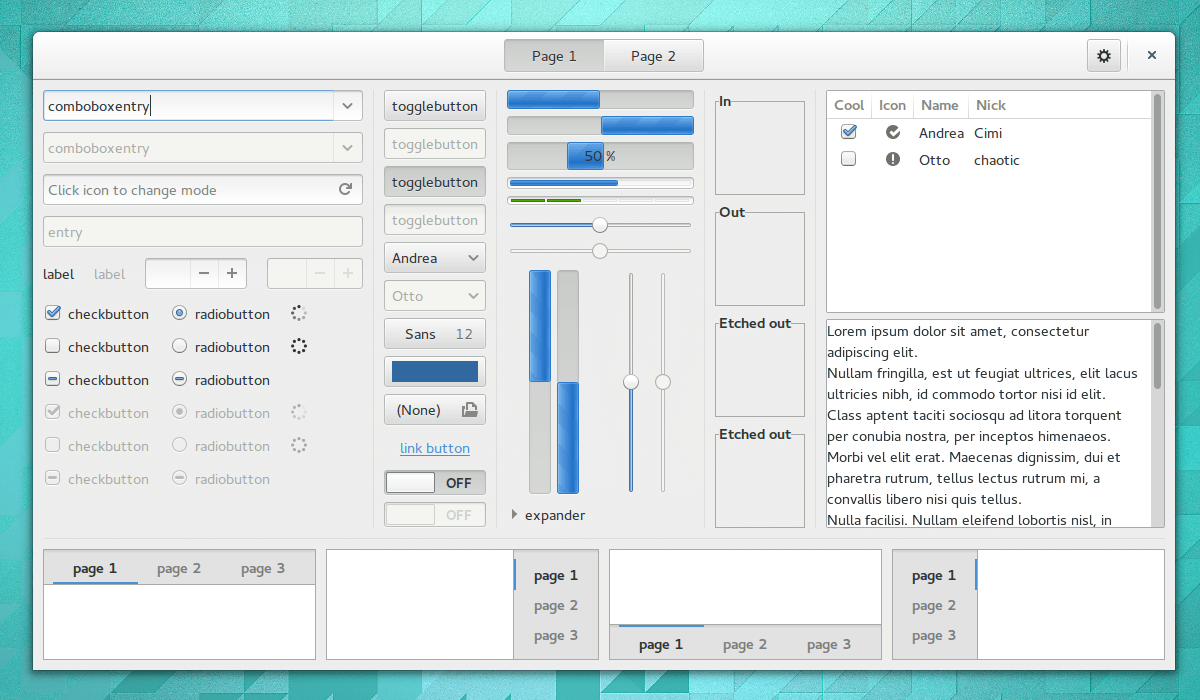 Page 1
Page 2
comboboxentry
comboboxentry
Click icon to change mode
entry
label
label
checkbutton
radiobutton
checkbutton
radiobutton
checkbutton
radiobutton
checkbutton
radiobutton
checkbutton
radiobutton
checkbutton
radiobutton
togglebutton
togglebutton
togglebutton
togglebutton
Andrea
Otto
Sans 12
(None)
link button
OFF
OFF
50 %
expander
In
Out
Etched out
Etched out
Cool Icon Name Nick
Andrea Cimi
Otto chaotic
Lorem ipsum dolor sit amet, consectetur
adipiscing elit.
Nullam fringilla, est ut feugiat ultrices, elit lacus
ultricies nibh, id commodo tortor nisi id elit.
Class aptent taciti sociosqu ad litora torquent
per conubia nostra, per inceptos himenaeos.
Morbi vel elit erat. Maecenas dignissim, dui et
pharetra rutrum, tellus lectus rutrum mi, a
convallis libero nisi quis tellus.
Nulla facilisi. Nullam eleifend lobortis nisl, in
page 1 page 2 page 3
page 1
page 2
page 3
page 1 page 2 page 3
page 1
page 2
page 3